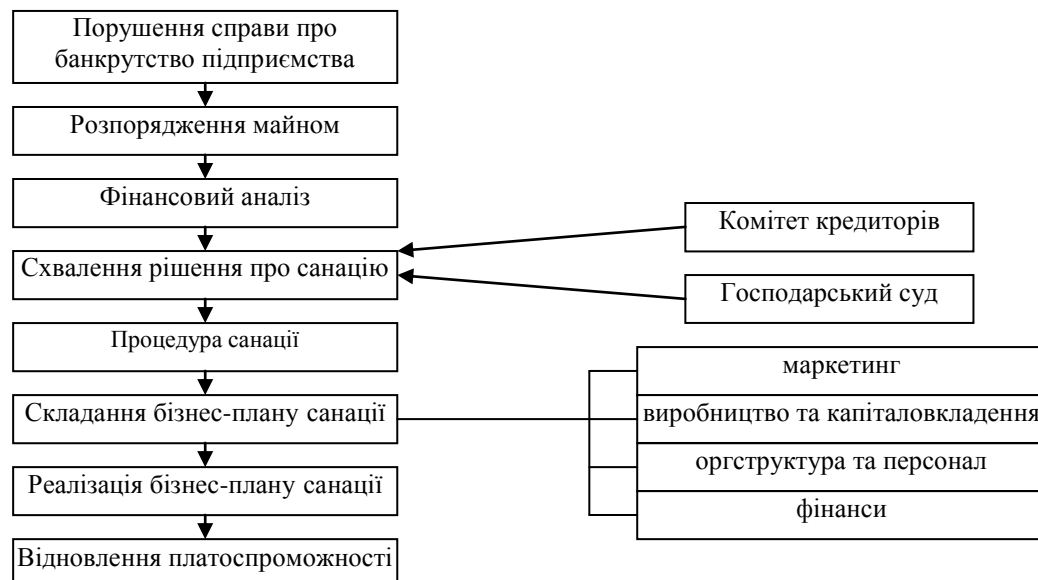 Порушення справи про
банкрутство підприємства
Розпорядження майном
Фінансовий аналіз
Схвалення рішення про санацію
Комітет кредиторів
Господарський суд
Процедура санації
Складання бізнес-плану санації
маркетинг
виробництво та капіталовкладення
оргструктура та персонал
фінанси
Реалізація бізнес-плану санації
Відновлення платоспроможності